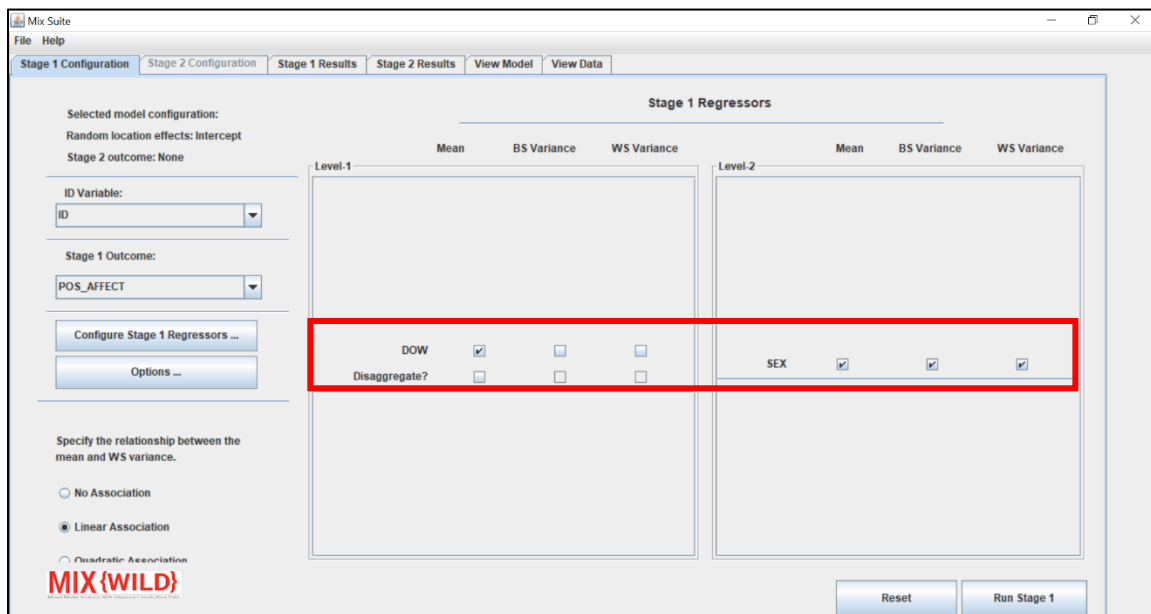 Mix Suite
File Help
Stage 1 Configuration Stage 2 Configuration Stage 1 Results Stage 2 Results View Model View Data
Selected model configuration:
Random location effects: Intercept
Stage 2 outcome: None
ID Variable:
ID
Stage 1 Outcome:
POS_AFFECT
Configure Stage 1 Regressors ...
Options ...
Specify the relationship between the
mean and WS variance.
No Association
Linear Association
Quadratic Association
MIX {WILD}
Stage 1 Regressors
Mean BS Variance WS Variance
Level-1
DOW
Disaggregate?
Mean BS Variance WS Variance
Level-2
SEX
Reset Run Stage 1